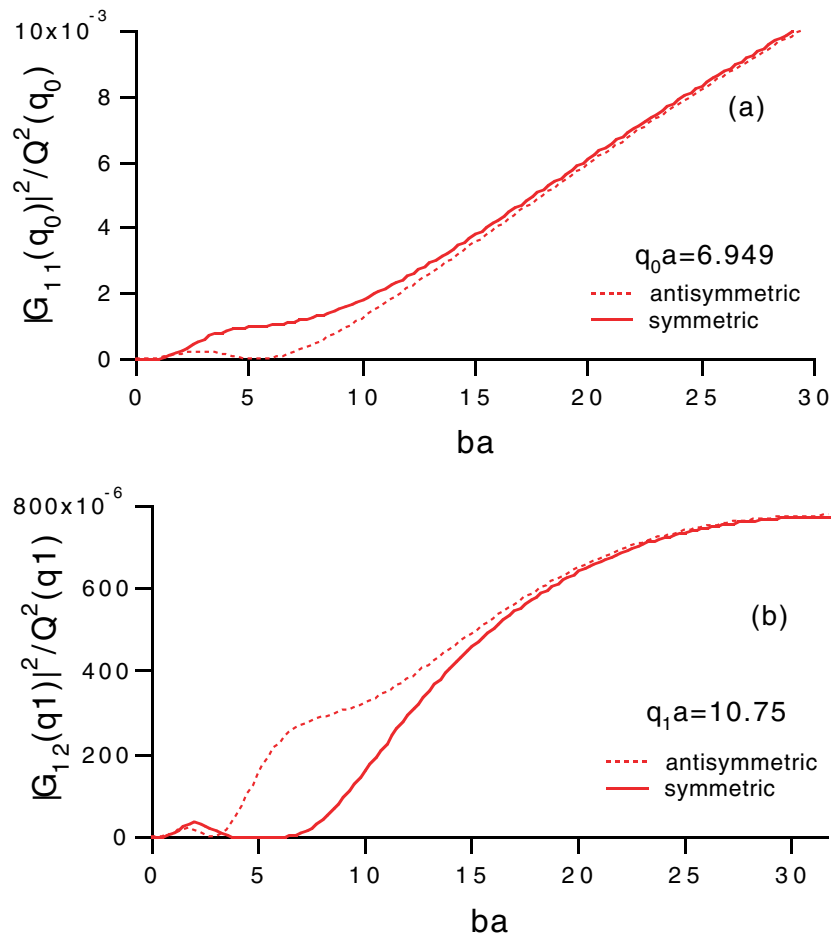 10x10⁻³
8
6
4
2
0
|G₁₁(q₀)|²/Q²(q₀)
(a)
q₀a=6.949
antisymmetric
symmetric
0 5 10 15 20 25 30
ba
800x10⁻⁶
600
400
200
0
|G₁₂(q1)|²/Q²(q1)
(b)
q₁a=10.75
antisymmetric
symmetric
0 5 10 15 20 25 30
ba